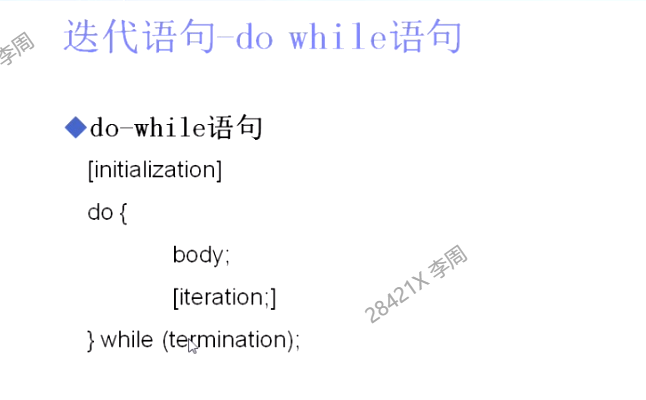 迭代语句-do while语句
李周
◆do-while语句
[initialization]
do {
body;
[iteration;]
28421X 李周
} while (termination);